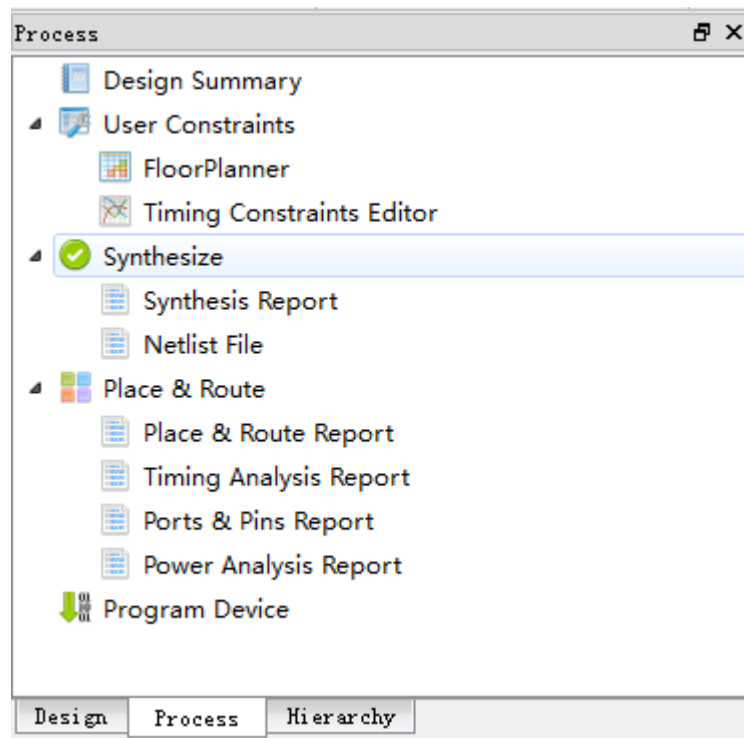 Process
Design Summary
User Constraints
FloorPlanner
Timing Constraints Editor
Synthesize
Synthesis Report
Netlist File
Place & Route
Place & Route Report
Timing Analysis Report
Ports & Pins Report
Power Analysis Report
Program Device
Design Process Hierarchy